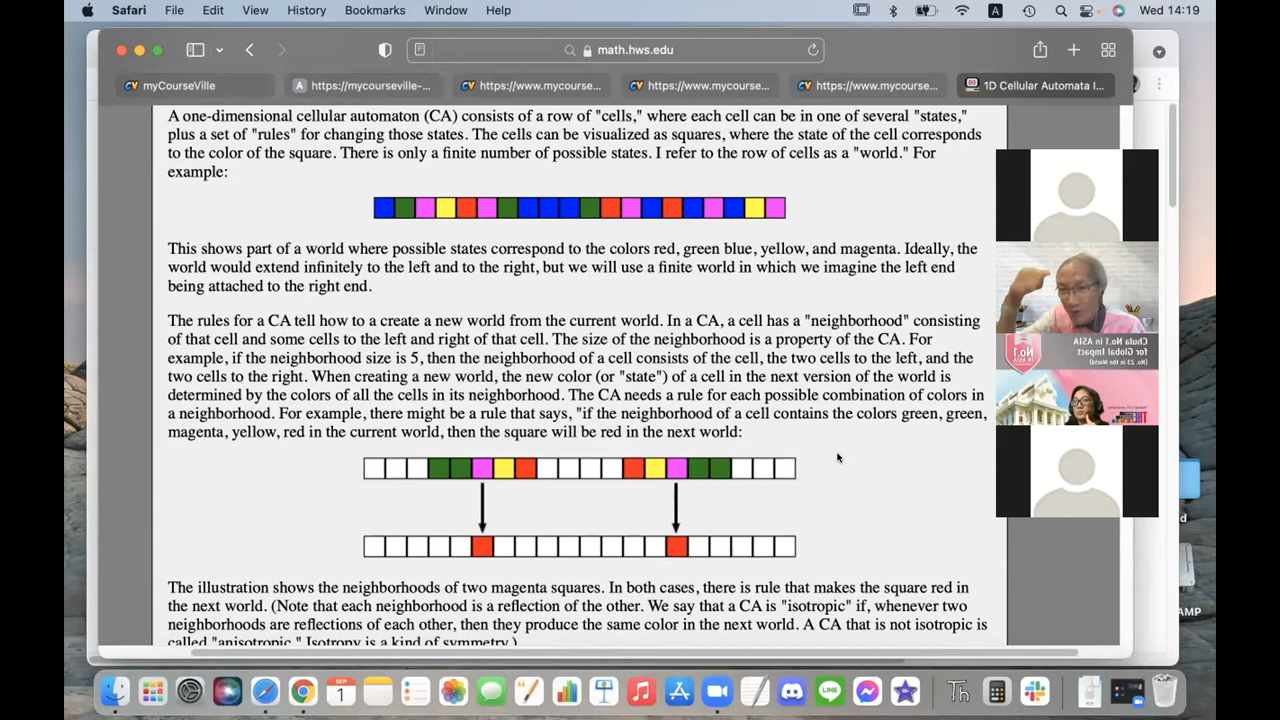 Safari File Edit View History Bookmarks Window Help A Wed 14:19
math.hws.edu
myCourseVille https://mycourseville-... https://www.mycourse... https://www.mycourse... https://www.mycourse... 1D Cellular Automata I...
A one-dimensional cellular automaton (CA) consists of a row of "cells," where each cell can be in one of several "states,"
plus a set of "rules" for changing those states. The cells can be visualized as squares, where the state of the cell corresponds
to the color of the square. There is only a finite number of possible states. I refer to the row of cells as a "world." For
example:
This shows part of a world where possible states correspond to the colors red, green blue, yellow, and magenta. Ideally, the
world would extend infinitely to the left and to the right, but we will use a finite world in which we imagine the left end
being attached to the right end.
The rules for a CA tell how to a create a new world from the current world. In a CA, a cell has a "neighborhood" consisting
of that cell and some cells to the left and right of that cell. The size of the neighborhood is a property of the CA. For
example, if the neighborhood size is 5, then the neighborhood of a cell consists of the cell, the two cells to the left, and the
two cells to the right. When creating a new world, the new color (or "state") of a cell in the next version of the world is
determined by the colors of all the cells in its neighborhood. The CA needs a rule for each possible combination of colors in
a neighborhood. For example, there might be a rule that says, "if the neighborhood of a cell contains the colors green, green,
magenta, yellow, red in the current world, then the square will be red in the next world:
The illustration shows the neighborhoods of two magenta squares. In both cases, there is rule that makes the square red in
the next world. (Note that each neighborhood is a reflection of the other. We say that a CA is "isotropic" if, whenever two
neighborhoods are reflections of each other, then they produce the same color in the next world. A CA that is not isotropic is
called "anisotropic." Isotropy is a kind of symmetry.)
Chula No.1 in ASIA
for Global Impact
(No. 23 in the World)
No.1
THE
SEP
1
LINE
Th